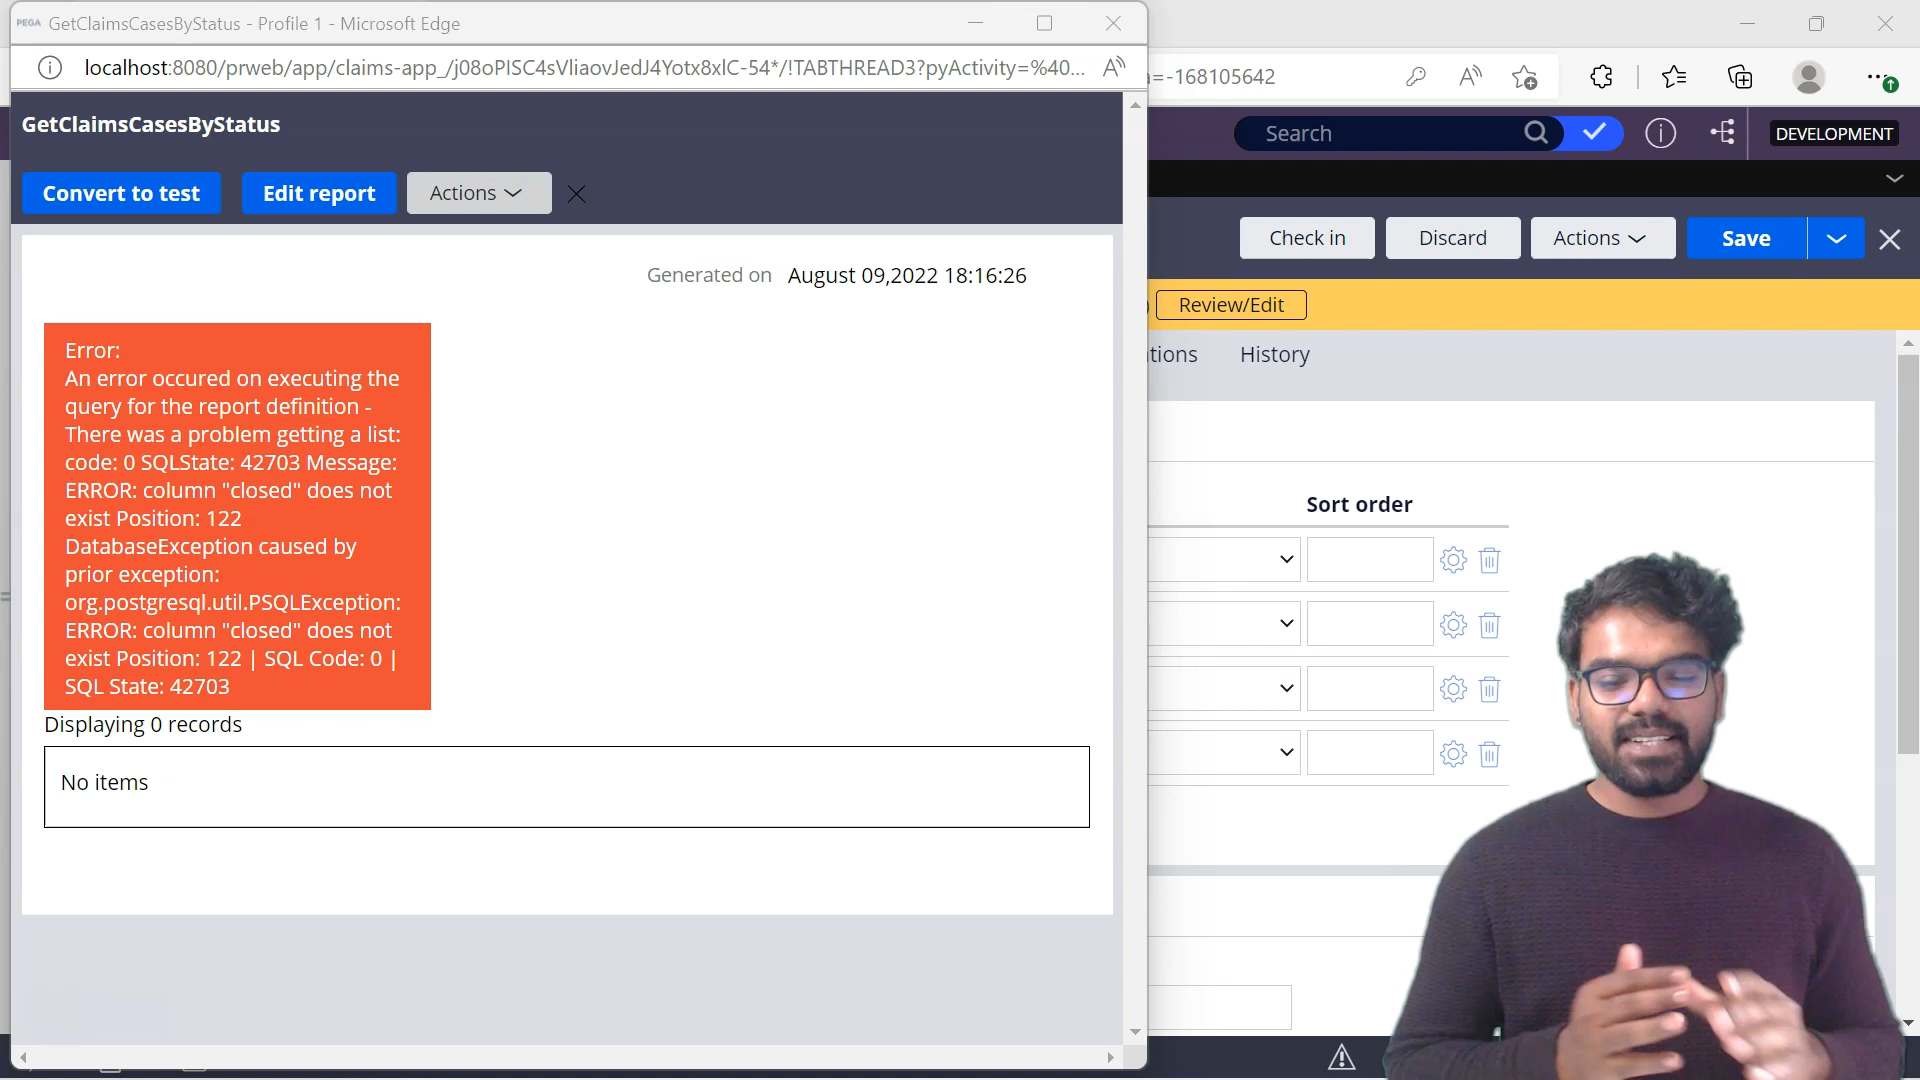 PEGA GetClaimsCasesByStatus - Profile 1 - Microsoft Edge
localhost:8080/prweb/app/claims-app_/j08oPISC4sVliaovJedJ4Yotx8xlC-54*/!TABTHREAD3?pyActivity=%40...
=-168105642
GetClaimsCasesByStatus
Search
DEVELOPMENT
Convert to test
Edit report
Actions
Check in
Discard
Actions
Save
Generated on August 09,2022 18:16:26
Review/Edit
tions
History
Error:
An error occured on executing the
query for the report definition -
There was a problem getting a list:
code: 0 SQLState: 42703 Message:
ERROR: column "closed" does not
exist Position: 122
DatabaseException caused by
prior exception:
org.postgresql.util.PSQLException:
ERROR: column "closed" does not
exist Position: 122 | SQL Code: 0 |
SQL State: 42703
Sort order
Displaying 0 records
No items